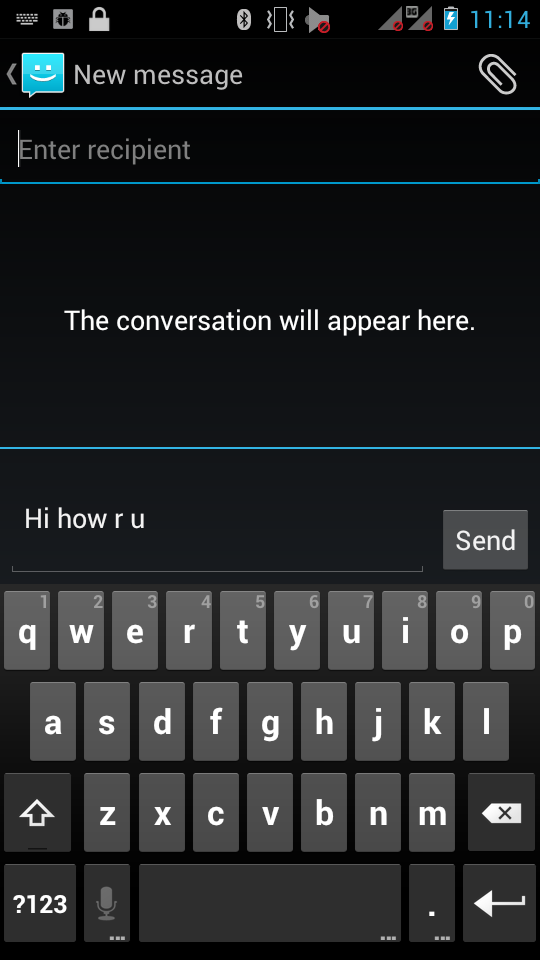 3G 11:14
New message
Enter recipient
The conversation will appear here.
Hi how r u
Send
1 2 3 4 5 6 7 8 9 0
q w e r t y u i o p
a s d f g h j k l
z x c v b n m
?123 .